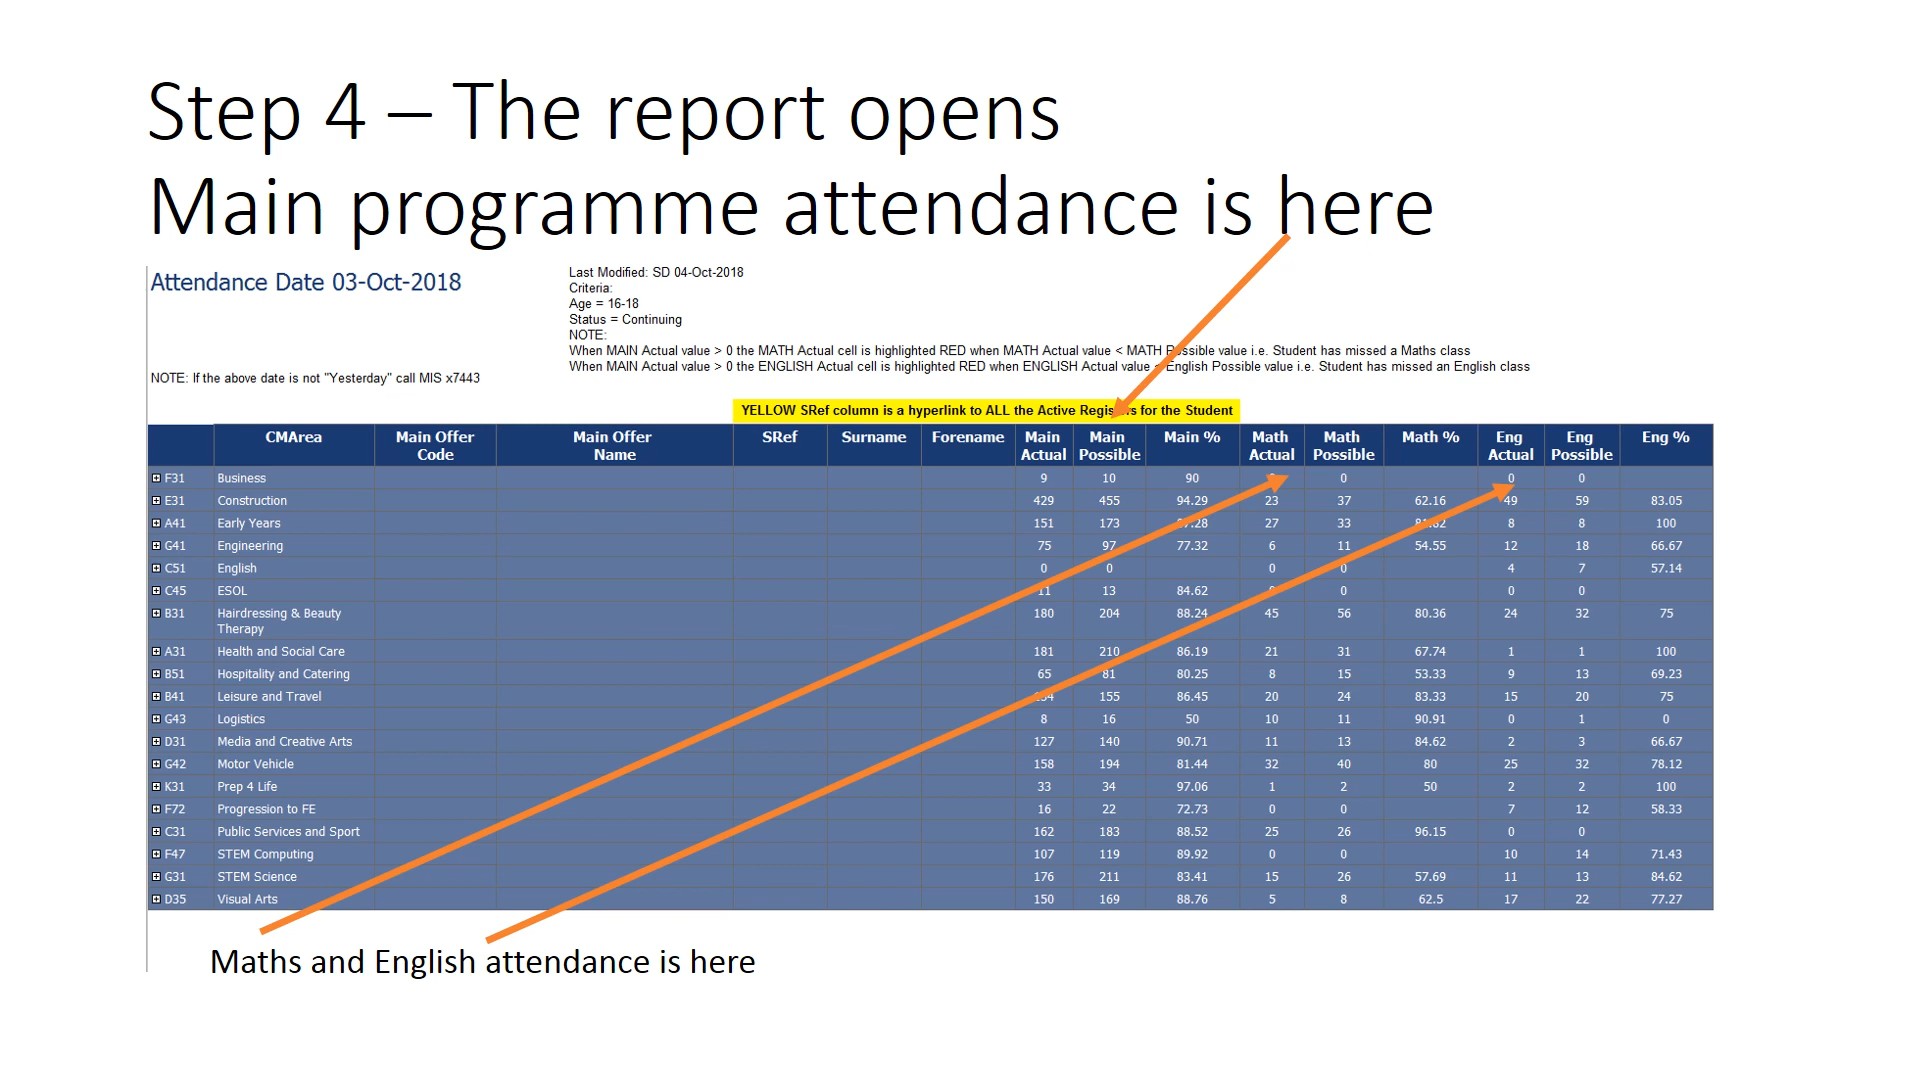 Step 4 – The report opens
Main programme attendance is here
Attendance Date 03-Oct-2018
Last Modified: SD 04-Oct-2018
Criteria:
Age = 16-18
Status = Continuing
NOTE:
When MAIN Actual value > 0 the MATH Actual cell is highlighted RED when MATH Actual value < MATH Possible value i.e. Student has missed a Maths class
When MAIN Actual value > 0 the ENGLISH Actual cell is highlighted RED when ENGLISH Actual value < English Possible value i.e. Student has missed an English class
NOTE: If the above date is not "Yesterday" call MIS x7443
YELLOW SRef column is a hyperlink to ALL the Active Registers for the Student
CMArea Main Offer Code Main Offer Name SRef Surname Forename Main Actual Main Possible Main % Math Actual Math Possible Math % Eng Actual Eng Possible Eng %
F31 Business 9 10 90 0 0 0
E31 Construction 429 455 94.29 23 37 62.16 49 59 83.05
A41 Early Years 151 173 27 33 8 8 100
G41 Engineering 75 97 77.32 6 11 54.55 12 18 66.67
C51 English 0 0 0 0 4 7 57.14
C45 ESOL 11 13 84.62 0 0 0
B31 Hairdressing & Beauty Therapy 180 204 88.24 45 56 80.36 24 32 75
A31 Health and Social Care 181 210 86.19 21 31 67.74 1 1 100
B51 Hospitality and Catering 65 81 80.25 8 15 53.33 9 13 69.23
B41 Leisure and Travel 155 86.45 20 24 83.33 15 20 75
G43 Logistics 8 16 50 10 11 90.91 0 1 0
D31 Media and Creative Arts 127 140 90.71 11 13 84.62 2 3 66.67
G42 Motor Vehicle 158 194 81.44 32 40 80 25 32 78.12
K31 Prep 4 Life 33 34 97.06 1 2 50 2 2 100
F72 Progression to FE 16 22 72.73 0 0 7 12 58.33
C31 Public Services and Sport 162 183 88.52 25 26 96.15 0 0
F47 STEM Computing 107 119 89.92 0 0 10 14 71.43
G31 STEM Science 176 211 83.41 15 26 57.69 11 13 84.62
D35 Visual Arts 150 169 88.76 5 8 62.5 17 22 77.27
Maths and English attendance is here